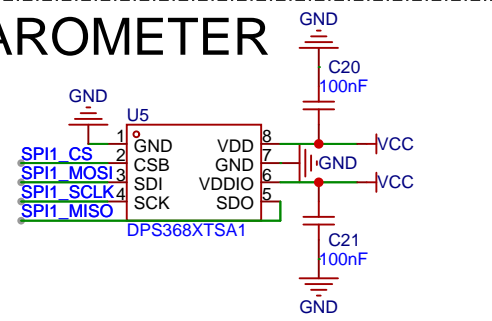 AROMETER
GND
C20
100nF
GND
U5
1 GND VDD 8 VCC
SPI1_CS 2 CSB GND 7 GND
SPI1_MOSI 3 SDI VDDIO 6 VCC
SPI1_SCLK 4 SCK SDO 5
SPI1_MISO
DPS368XTSA1
C21
100nF
GND